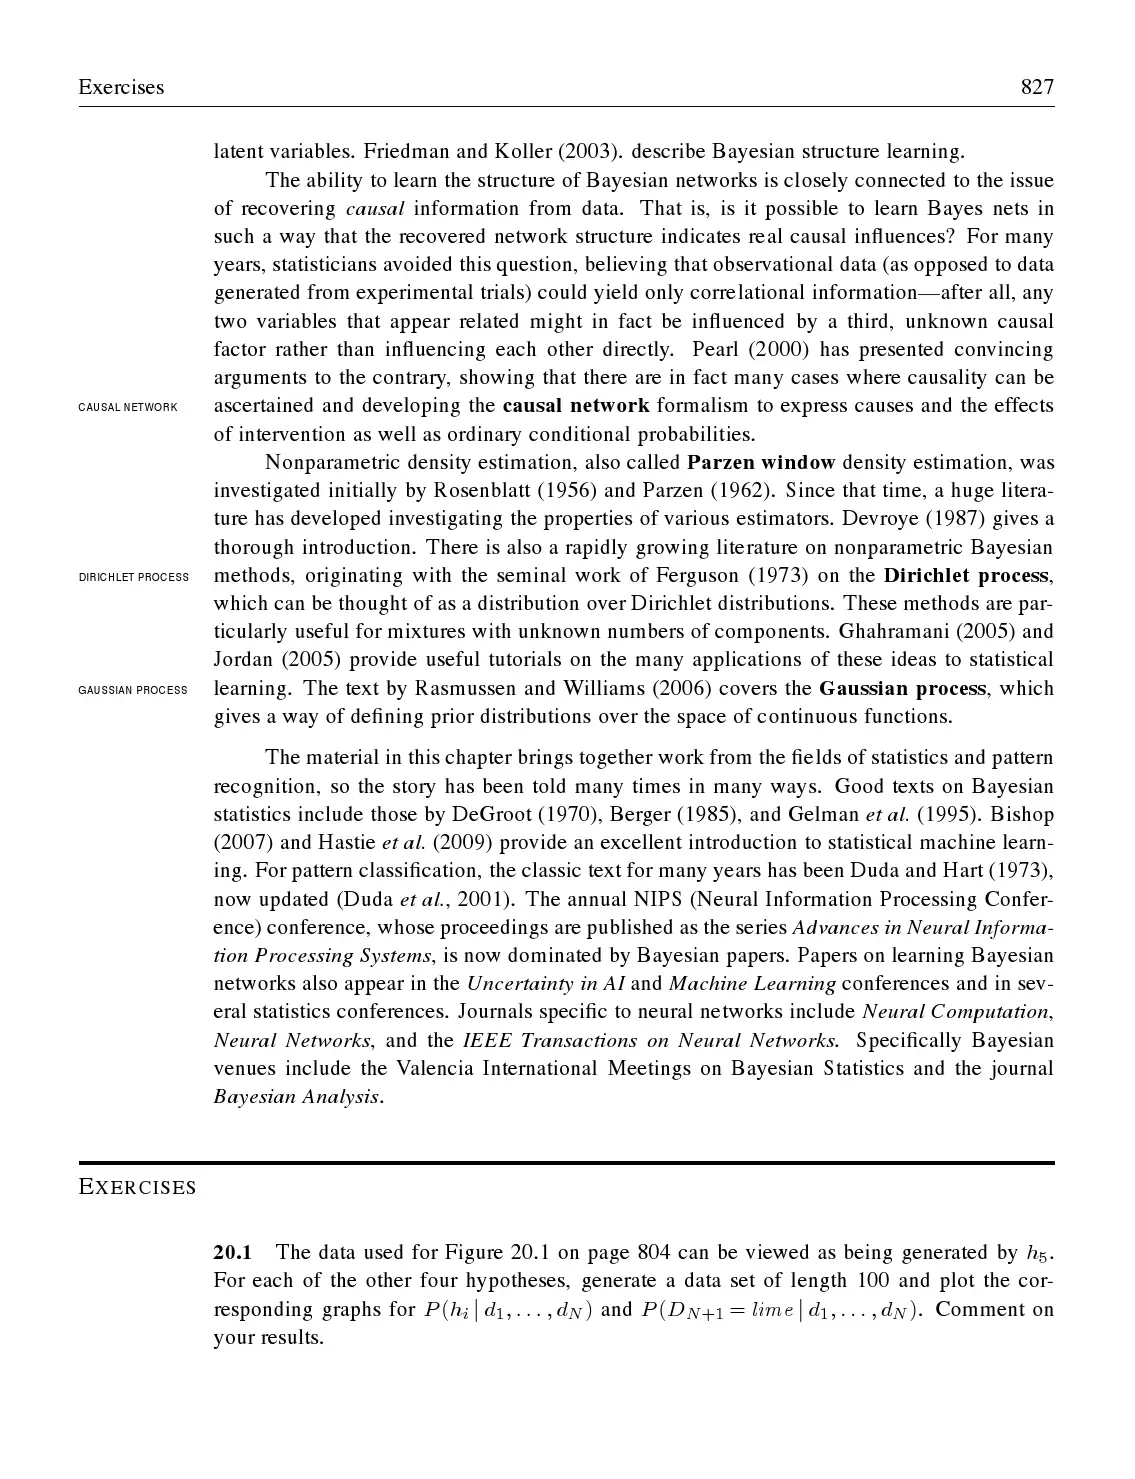 Exercises 827
latent variables. Friedman and Koller (2003). describe Bayesian structure learning.
The ability to learn the structure of Bayesian networks is closely connected to the issue
of recovering causal information from data. That is, is it possible to learn Bayes nets in
such a way that the recovered network structure indicates real causal influences? For many
years, statisticians avoided this question, believing that observational data (as opposed to data
generated from experimental trials) could yield only correlational information—after all, any
two variables that appear related might in fact be influenced by a third, unknown causal
factor rather than influencing each other directly. Pearl (2000) has presented convincing
arguments to the contrary, showing that there are in fact many cases where causality can be
CAUSAL NETWORK ascertained and developing the causal network formalism to express causes and the effects
of intervention as well as ordinary conditional probabilities.
Nonparametric density estimation, also called Parzen window density estimation, was
investigated initially by Rosenblatt (1956) and Parzen (1962). Since that time, a huge litera-
ture has developed investigating the properties of various estimators. Devroye (1987) gives a
thorough introduction. There is also a rapidly growing literature on nonparametric Bayesian
DIRICHLET PROCESS methods, originating with the seminal work of Ferguson (1973) on the Dirichlet process,
which can be thought of as a distribution over Dirichlet distributions. These methods are par-
ticularly useful for mixtures with unknown numbers of components. Ghahramani (2005) and
Jordan (2005) provide useful tutorials on the many applications of these ideas to statistical
GAUSSIAN PROCESS learning. The text by Rasmussen and Williams (2006) covers the Gaussian process, which
gives a way of defining prior distributions over the space of continuous functions.
The material in this chapter brings together work from the fields of statistics and pattern
recognition, so the story has been told many times in many ways. Good texts on Bayesian
statistics include those by DeGroot (1970), Berger (1985), and Gelman et al. (1995). Bishop
(2007) and Hastie et al. (2009) provide an excellent introduction to statistical machine learn-
ing. For pattern classification, the classic text for many years has been Duda and Hart (1973),
now updated (Duda et al., 2001). The annual NIPS (Neural Information Processing Confer-
ence) conference, whose proceedings are published as the series Advances in Neural Informa-
tion Processing Systems, is now dominated by Bayesian papers. Papers on learning Bayesian
networks also appear in the Uncertainty in AI and Machine Learning conferences and in sev-
eral statistics conferences. Journals specific to neural networks include Neural Computation,
Neural Networks, and the IEEE Transactions on Neural Networks. Specifically Bayesian
venues include the Valencia International Meetings on Bayesian Statistics and the journal
Bayesian Analysis.
EXERCISES
20.1 The data used for Figure 20.1 on page 804 can be viewed as being generated by h₅.
For each of the other four hypotheses, generate a data set of length 100 and plot the cor-
responding graphs for P(hᵢ | d₁, . . . , d_N) and P(D_{N+1} = lime | d₁, . . . , d_N). Comment on
your results.